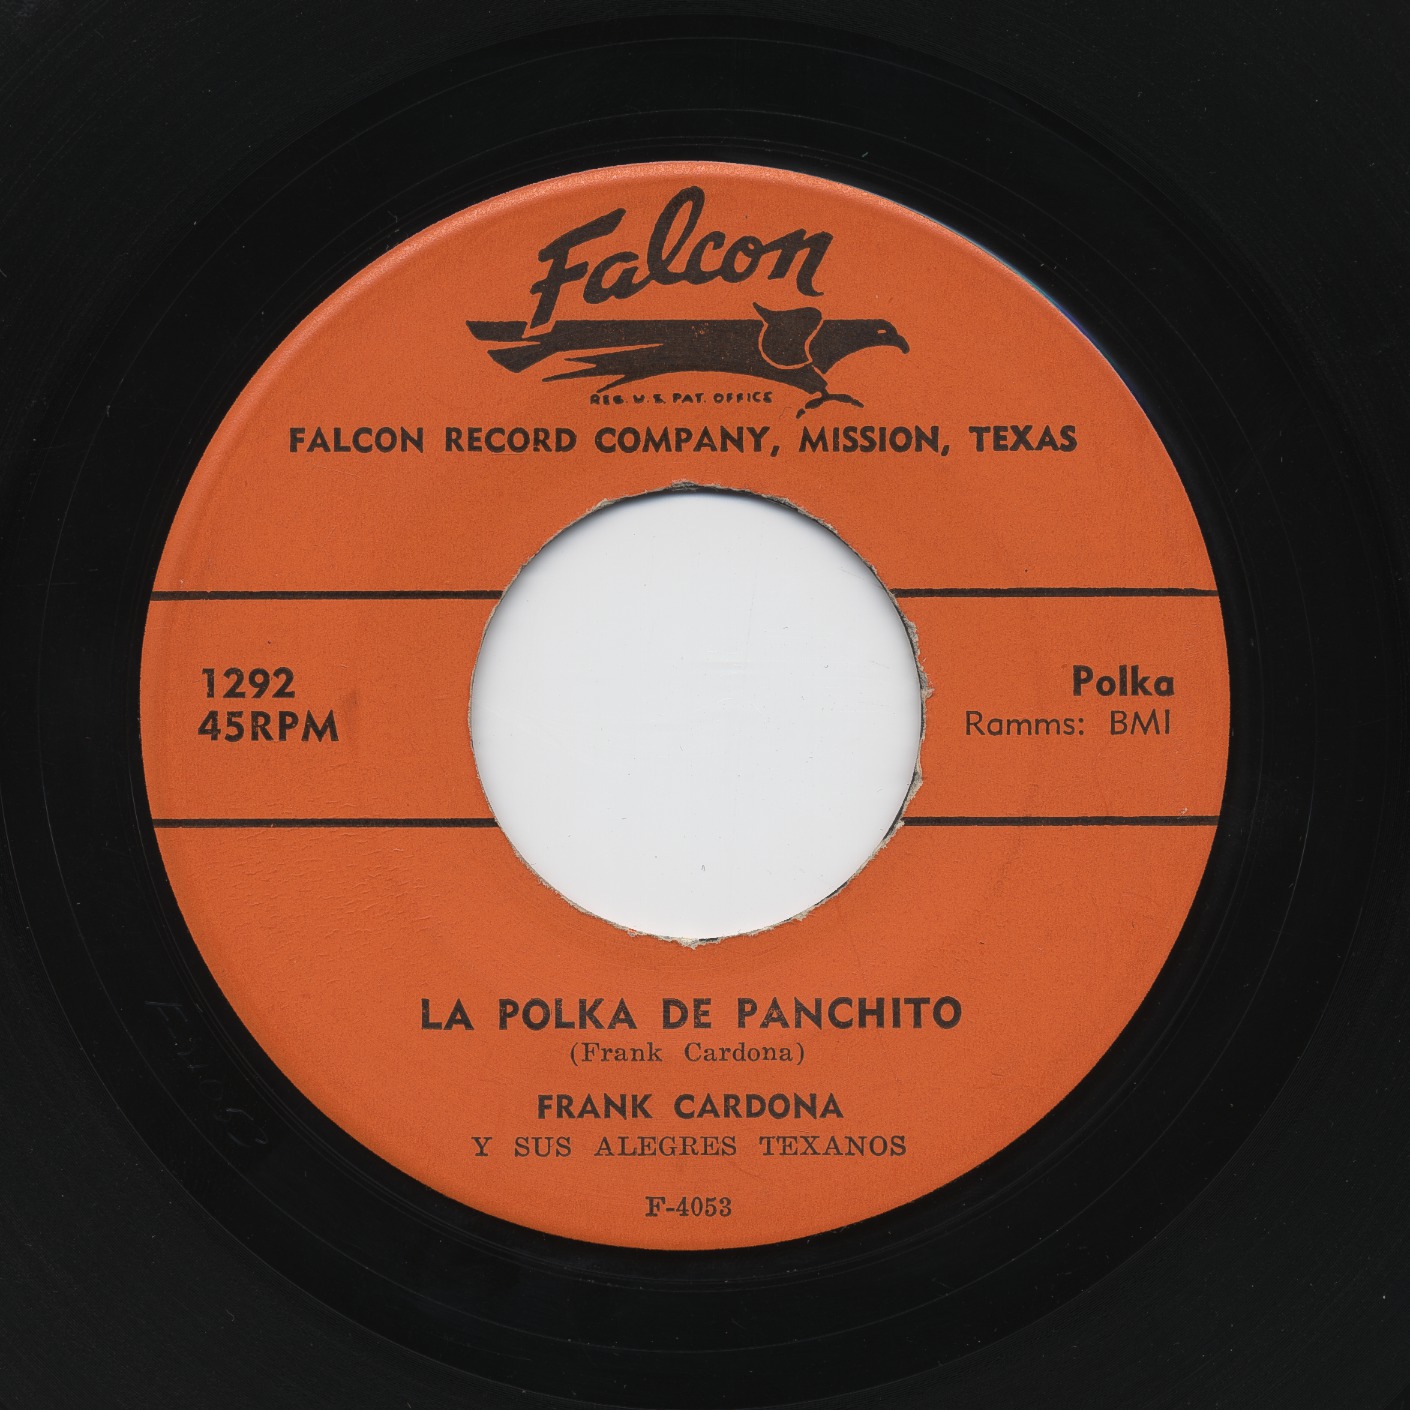 Falcon
REG. U.S. PAT. OFFICE
FALCON RECORD COMPANY, MISSION, TEXAS
1292
45RPM
Polka
Ramms: BMI
LA POLKA DE PANCHITO
(Frank Cardona)
FRANK CARDONA
Y SUS ALEGRES TEXANOS
F-4053